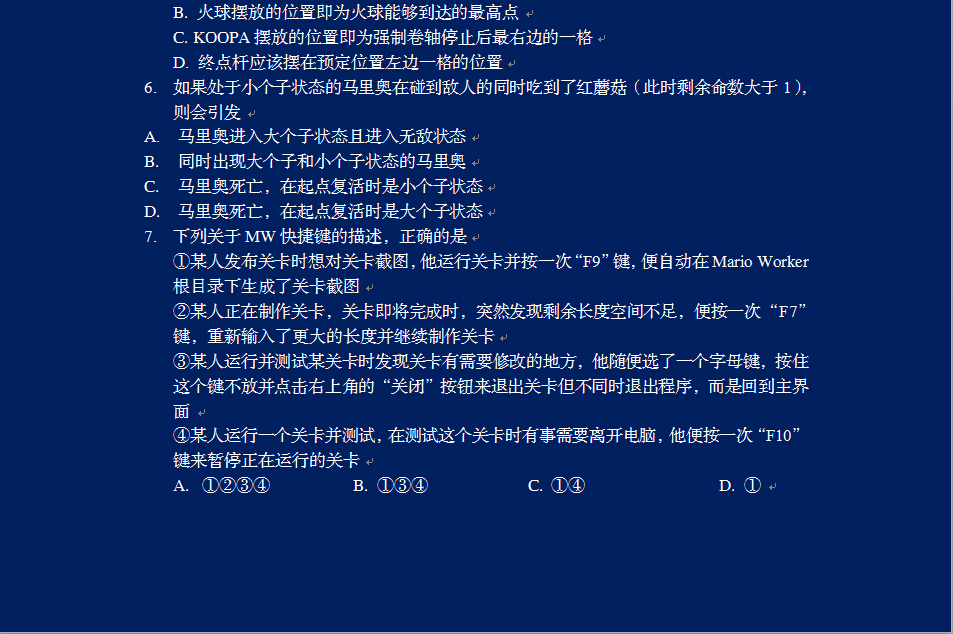 B. 火球摆放的位置即为火球能够到达的最高点
C. KOOPA 摆放的位置即为强制卷轴停止后最右边的一格
D. 终点杆应该摆在预定位置左边一格的位置
6. 如果处于小个子状态的马里奥在碰到敌人的同时吃到了红蘑菇（此时剩余命数大于 1），
则会引发
A. 马里奥进入大个子状态且进入无敌状态
B. 同时出现大个子和小个子状态的马里奥
C. 马里奥死亡，在起点复活时是小个子状态
D. 马里奥死亡，在起点复活时是大个子状态
7. 下列关于 MW 快捷键的描述，正确的是
①某人发布关卡时想对关卡截图，他运行关卡并按一次“F9”键，便自动在 Mario Worker
根目录下生成了关卡截图
②某人正在制作关卡，关卡即将完成时，突然发现剩余长度空间不足，便按一次“F7”
键，重新输入了更大的长度并继续制作关卡
③某人运行并测试某关卡时发现关卡有需要修改的地方，他随便选了一个字母键，按住
这个键不放并点击右上角的“关闭”按钮来退出关卡但不同时退出程序，而是回到主界
面
④某人运行一个关卡并测试，在测试这个关卡时有事需要离开电脑，他便按一次“F10”
键来暂停正在运行的关卡
A. ①②③④ B. ①③④ C. ①④ D. ①